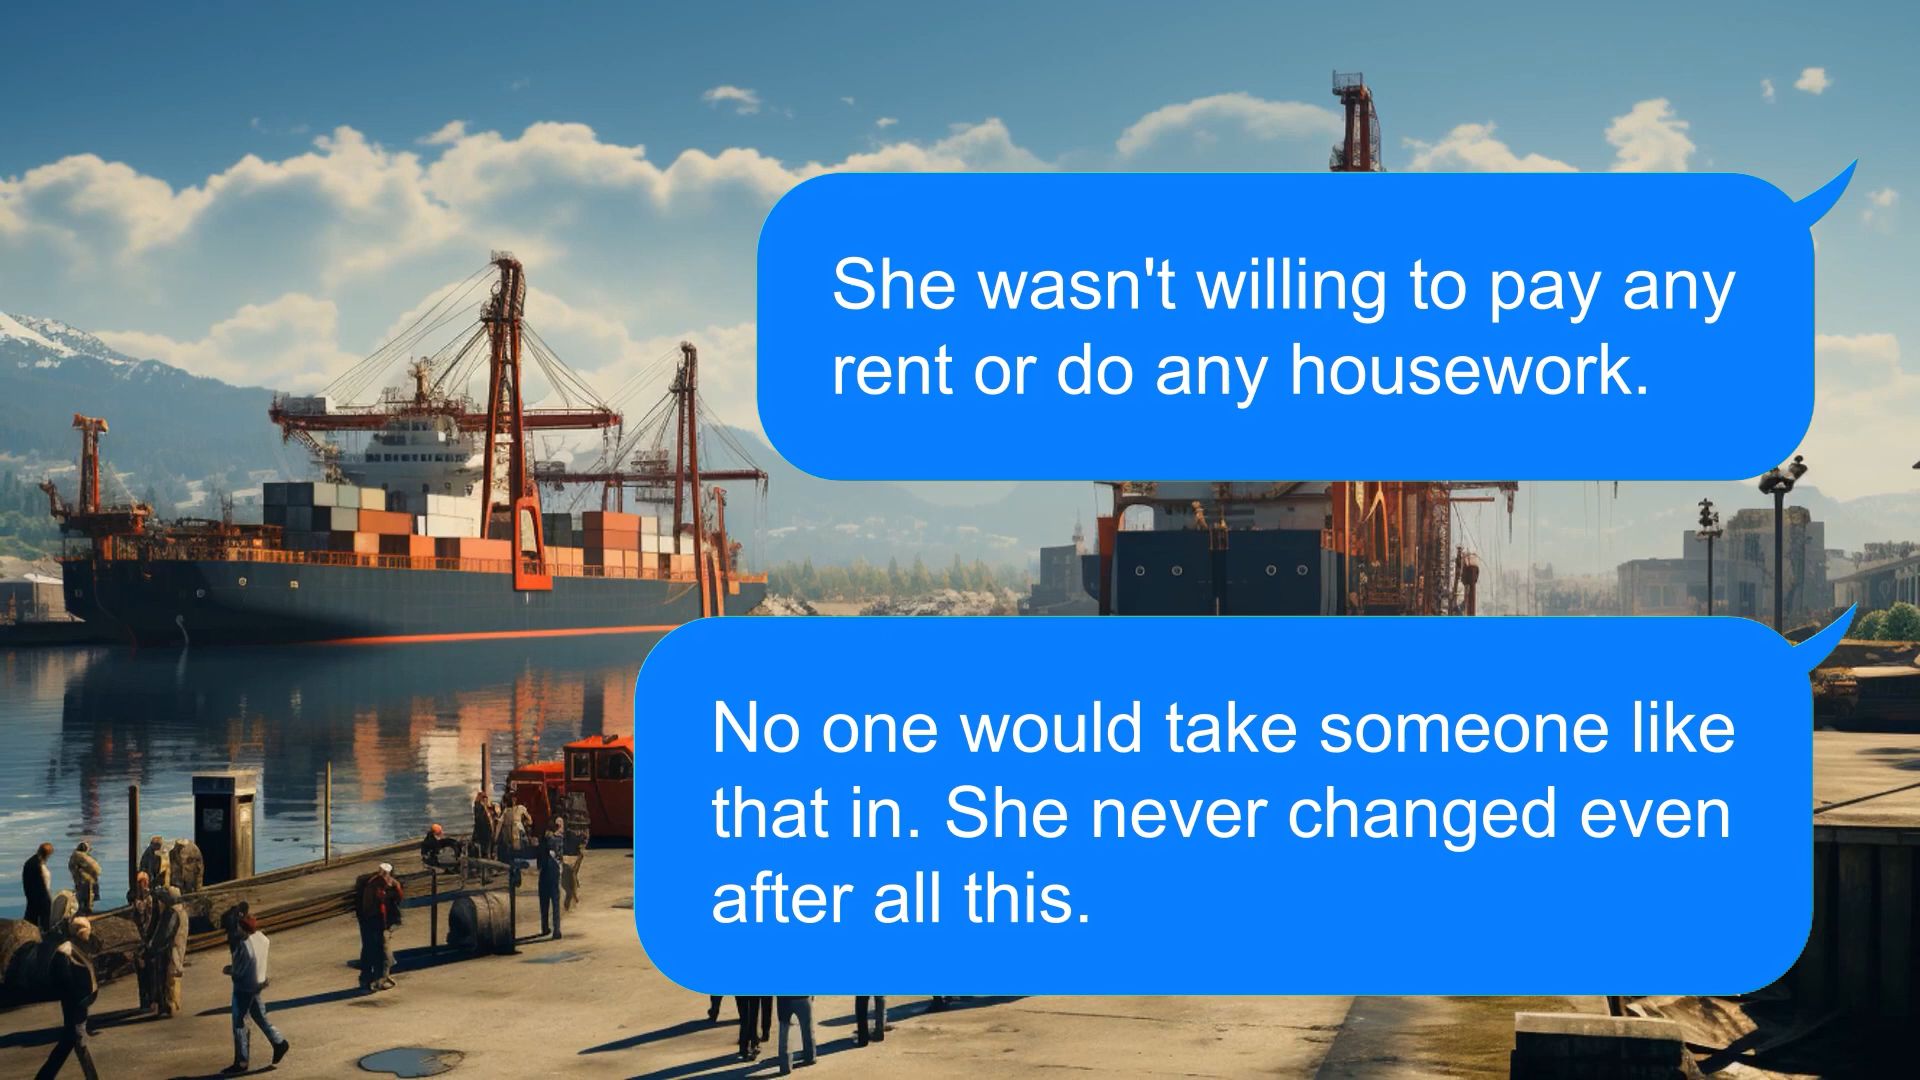 She wasn't willing to pay any
rent or do any housework.
No one would take someone like
that in. She never changed even
after all this.